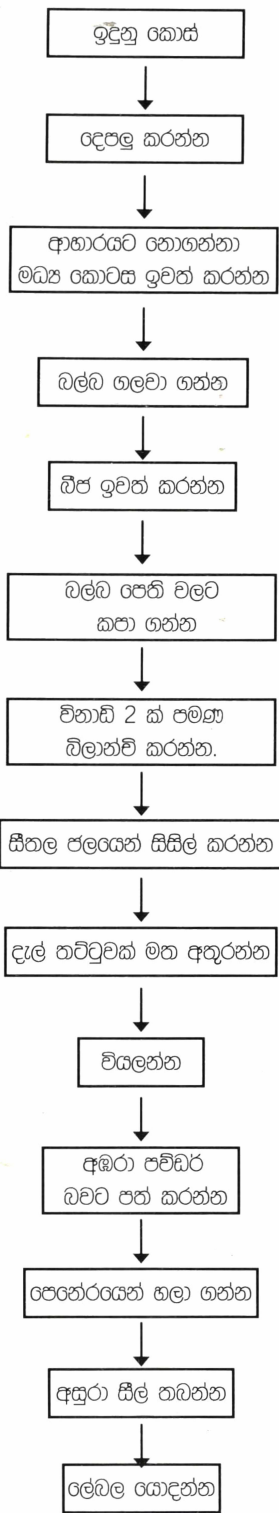 ඉදුනු කොස්
දෙපලු කරන්න
ආහාරයට නොගන්නා
මධ්‍ය කොටස ඉවත් කරන්න
බල්බ ගලවා ගන්න
බීජ ඉවත් කරන්න
බල්බ පෙති වලට
කපා ගන්න
විනාඩි 2 ක් පමණ
බ්ලාන්චි කරන්න.
සීතල ජලයෙන් සිසිල් කරන්න
දැල් තට්ටුවක් මත අතුරන්න
වියලන්න
අඹරා පව්ඩර්
බවට පත් කරන්න
පෙනේරයෙන් හලා ගන්න
අසුරා සීල් තබන්න
ලේබල යොදන්න